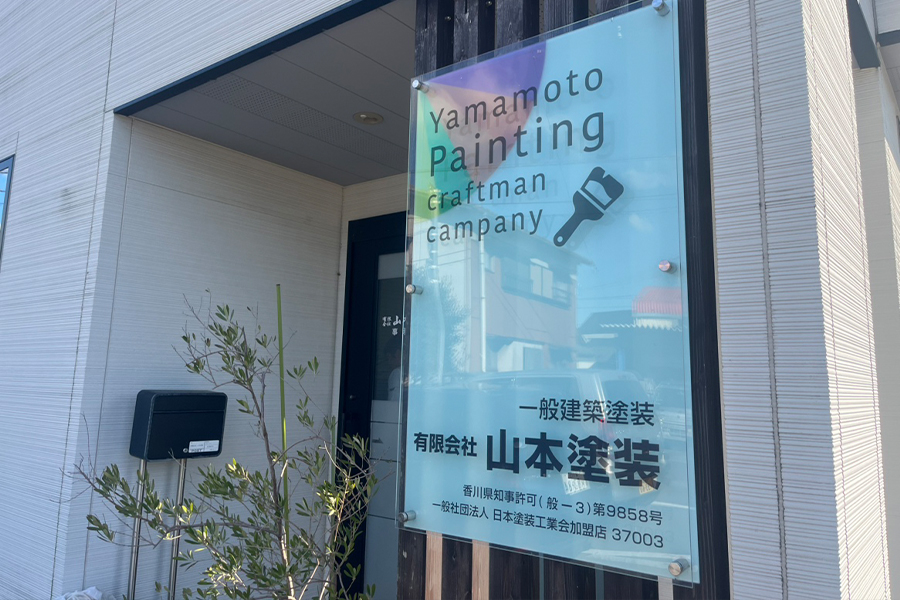 Yamamoto
Painting
craftman
campany
一般建築塗装
有限会社 山本塗装
香川県知事許可(般ー3)第9858号
一般社団法人 日本塗装工業会加盟店 37003